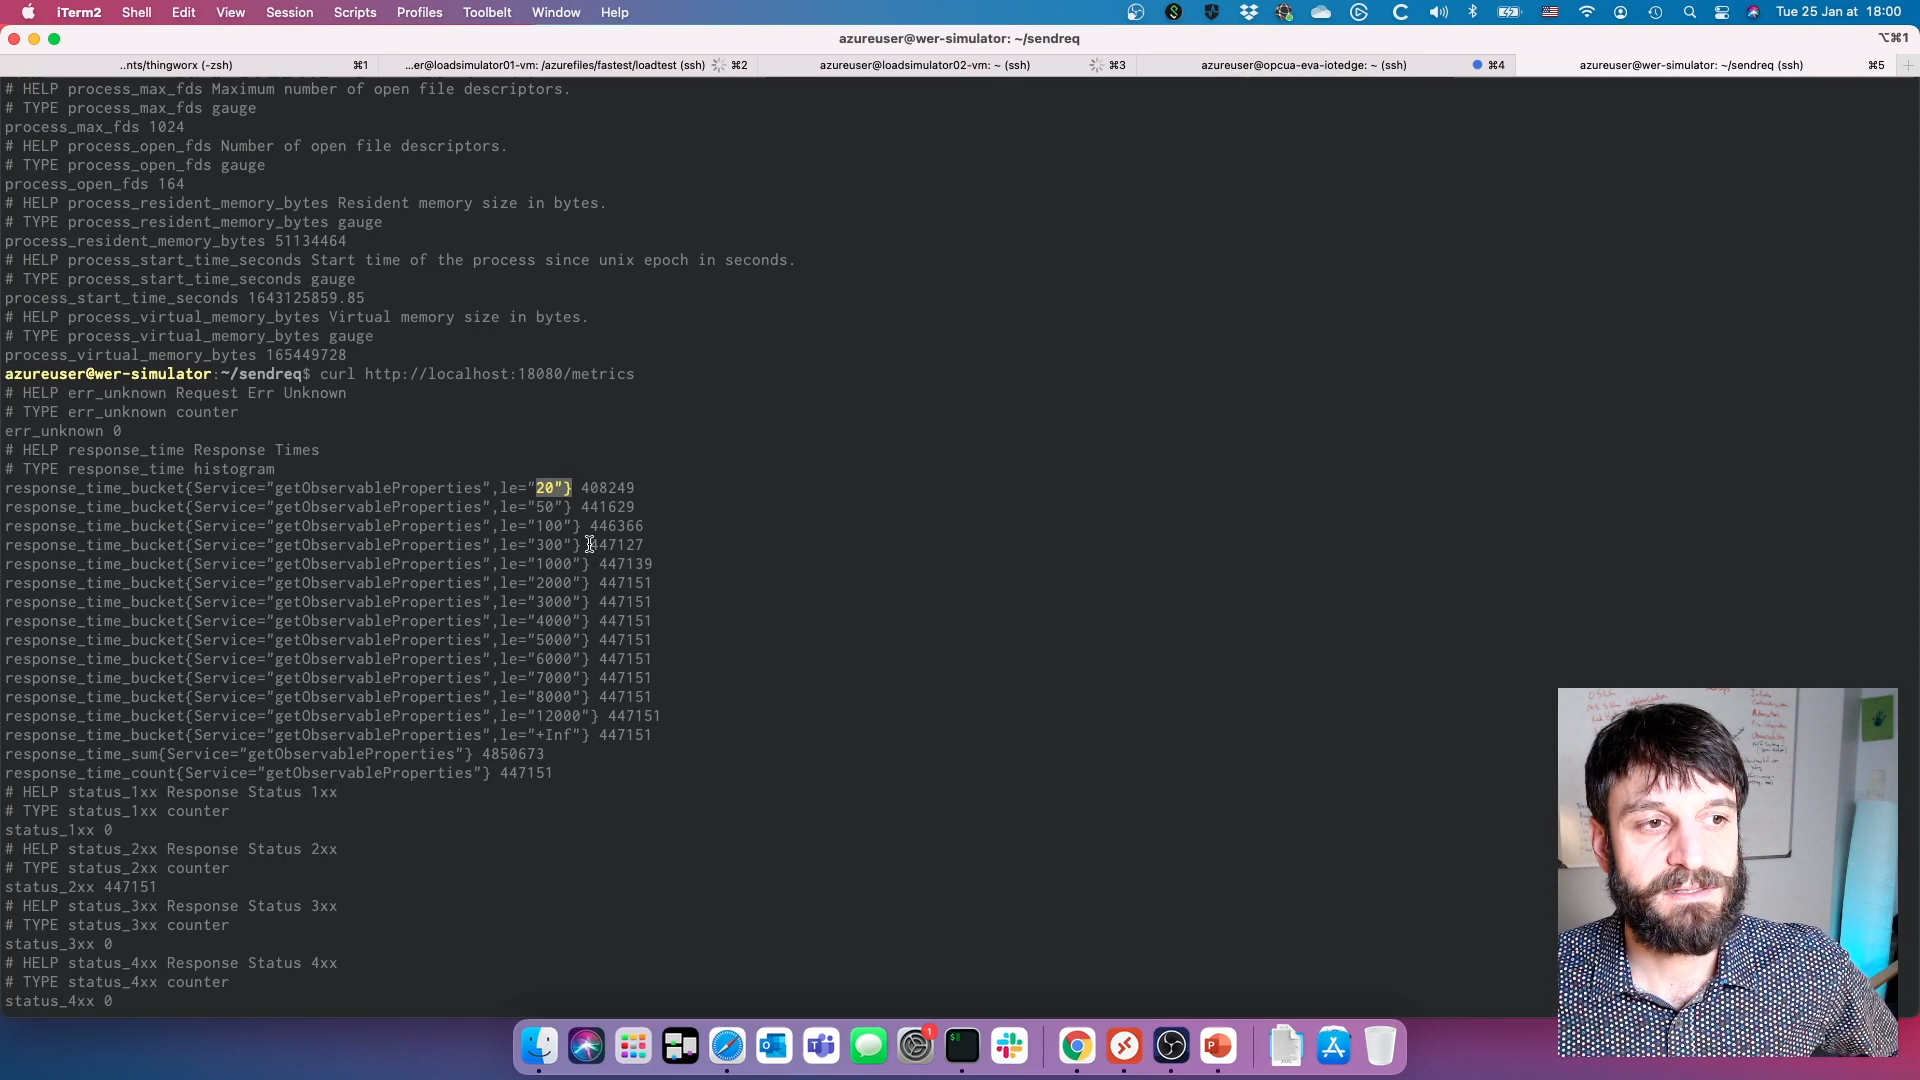 iTerm2 Shell Edit View Session Scripts Profiles Toolbelt Window Help Tue 25 Jan at 18:00
azureuser@wer-simulator: ~/sendreq ⌥⌘1
..nts/thingworx (-zsh) ⌘1 ...er@loadsimulator01-vm: /azurefiles/fastest/loadtest (ssh) ⌘2 azureuser@loadsimulator02-vm: ~ (ssh) ⌘3 azureuser@opcua-eva-iotedge: ~ (ssh) ⌘4 azureuser@wer-simulator: ~/sendreq (ssh) ⌘5
# HELP process_max_fds Maximum number of open file descriptors.
# TYPE process_max_fds gauge
process_max_fds 1024
# HELP process_open_fds Number of open file descriptors.
# TYPE process_open_fds gauge
process_open_fds 164
# HELP process_resident_memory_bytes Resident memory size in bytes.
# TYPE process_resident_memory_bytes gauge
process_resident_memory_bytes 51134464
# HELP process_start_time_seconds Start time of the process since unix epoch in seconds.
# TYPE process_start_time_seconds gauge
process_start_time_seconds 1643125859.85
# HELP process_virtual_memory_bytes Virtual memory size in bytes.
# TYPE process_virtual_memory_bytes gauge
process_virtual_memory_bytes 165449728
azureuser@wer-simulator:~/sendreq$ curl http://localhost:18080/metrics
# HELP err_unknown Request Err Unknown
# TYPE err_unknown counter
err_unknown 0
# HELP response_time Response Times
# TYPE response_time histogram
response_time_bucket{Service="getObservableProperties",le="20"} 408249
response_time_bucket{Service="getObservableProperties",le="50"} 441629
response_time_bucket{Service="getObservableProperties",le="100"} 446366
response_time_bucket{Service="getObservableProperties",le="300"} 447127
response_time_bucket{Service="getObservableProperties",le="1000"} 447139
response_time_bucket{Service="getObservableProperties",le="2000"} 447151
response_time_bucket{Service="getObservableProperties",le="3000"} 447151
response_time_bucket{Service="getObservableProperties",le="4000"} 447151
response_time_bucket{Service="getObservableProperties",le="5000"} 447151
response_time_bucket{Service="getObservableProperties",le="6000"} 447151
response_time_bucket{Service="getObservableProperties",le="7000"} 447151
response_time_bucket{Service="getObservableProperties",le="8000"} 447151
response_time_bucket{Service="getObservableProperties",le="12000"} 447151
response_time_bucket{Service="getObservableProperties",le="+Inf"} 447151
response_time_sum{Service="getObservableProperties"} 4850673
response_time_count{Service="getObservableProperties"} 447151
# HELP status_1xx Response Status 1xx
# TYPE status_1xx counter
status_1xx 0
# HELP status_2xx Response Status 2xx
# TYPE status_2xx counter
status_2xx 447151
# HELP status_3xx Response Status 3xx
# TYPE status_3xx counter
status_3xx 0
# HELP status_4xx Response Status 4xx
# TYPE status_4xx counter
status_4xx 0
1